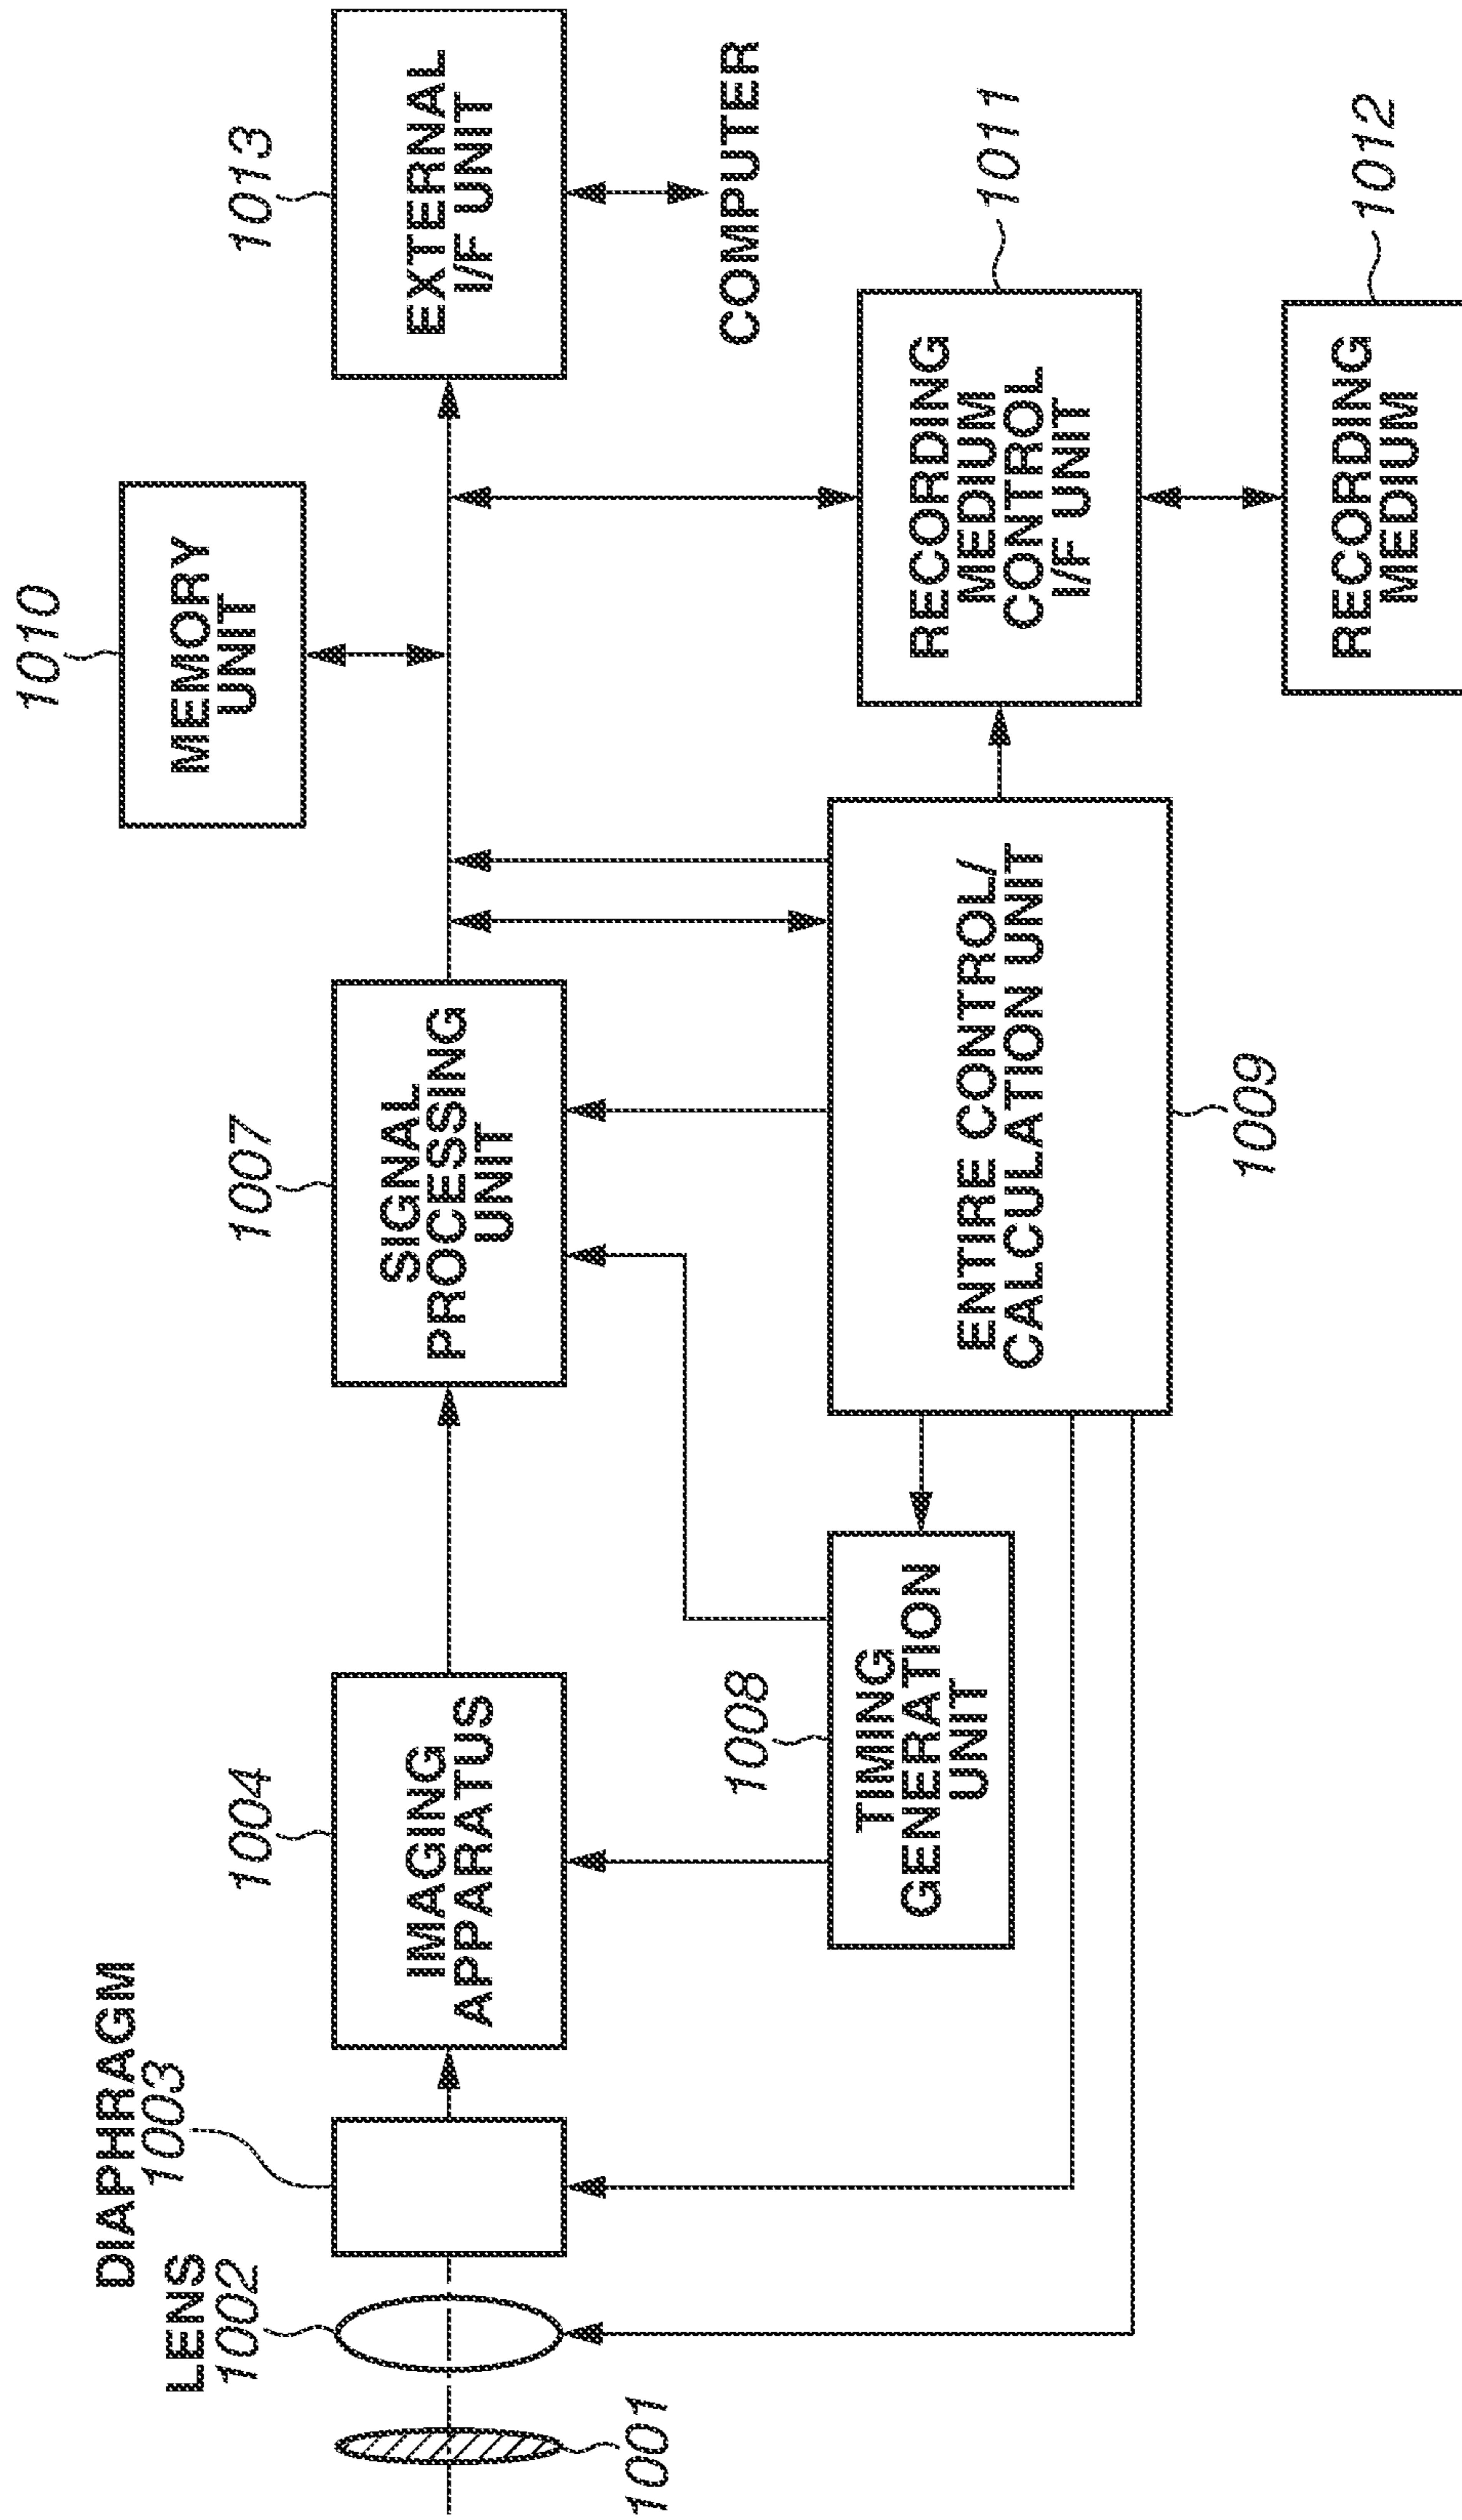 1010
MEMORY
UNIT
DIAPHRAGM
1003
LENS
1002
1004
1007
1013
IMAGING
APPARATUS
SIGNAL
PROCESSING
UNIT
EXTERNAL
I/F UNIT
1001
1008
COMPUTER
TIMING
GENERATION
UNIT
ENTIRE CONTROL/
CALCULATION UNIT
RECORDING
MEDIUM
CONTROL
I/F UNIT
1011
1009
RECORDING
MEDIUM
1012